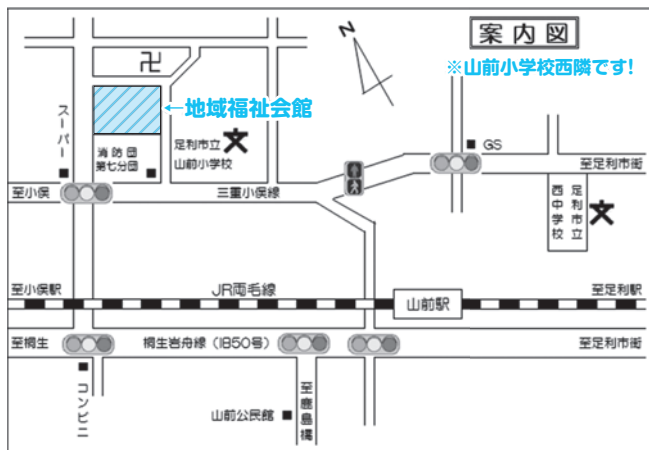 案内図
※山前小学校西隣です!
N
卍
スーパー
←地域福祉会館
消防団
第七分団
足利市立
山前小学校
文
GS
至小俣
三重小俣線
至足利市街
足利市立
西中学校
文
至小俣駅
JR両毛線
山前駅
至足利駅
至桐生
桐生岩舟線(旧50号)
至足利市街
コンビニ
山前公民館
至鹿島橋